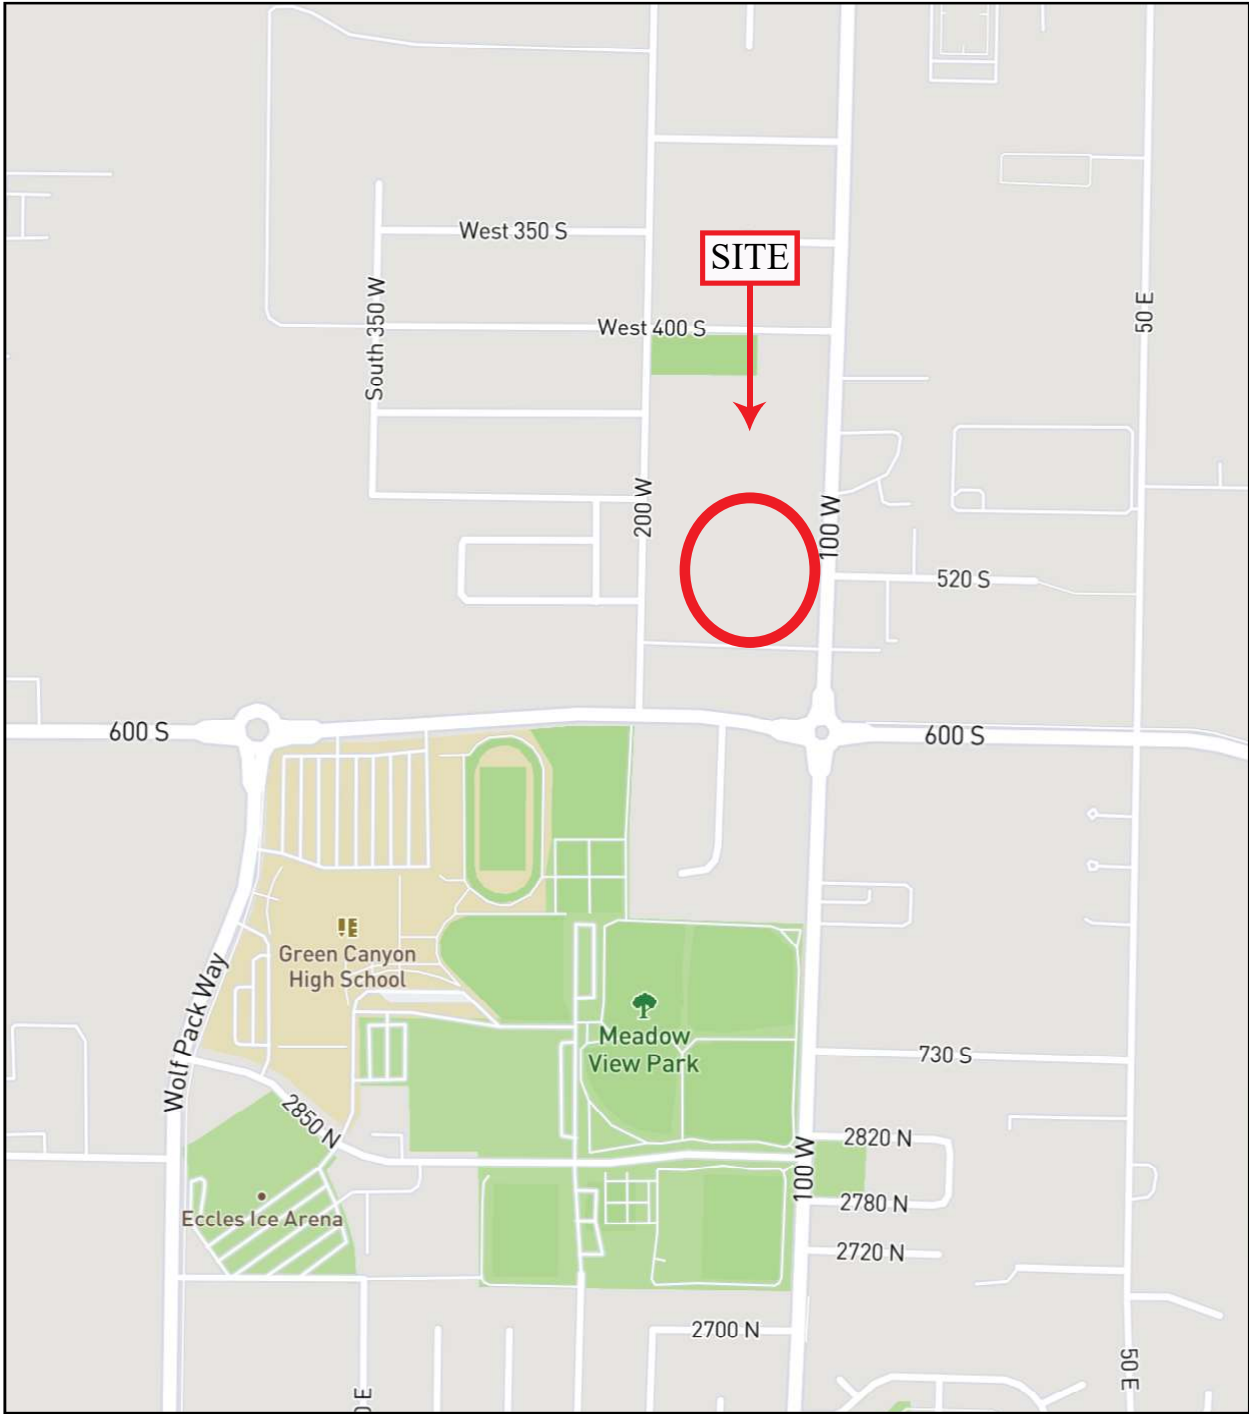 West 350 S
SITE
South 350 W
50 E
West 400 S
200 W
100 W
520 S
600 S
600 S
Green Canyon
High School
Meadow
View Park
Wolf Pack Way
730 S
2850 N
2820 N
100 W
2780 N
Eccles Ice Arena
2720 N
2700 N
50 E